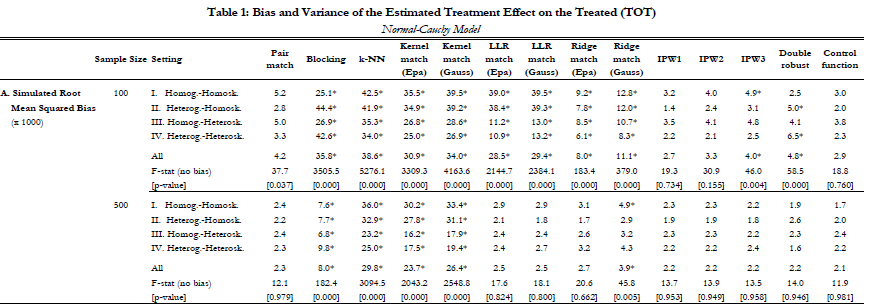 Table 1: Bias and Variance of the Estimated Treatment Effect on the Treated (TOT)
Normal-Cauchy Model
Sample Size Setting Pair match Blocking k-NN Kernel match (Epa) Kernel match (Gauss) LLR match (Epa) LLR match (Gauss) Ridge match (Epa) Ridge match (Gauss) IPW1 IPW2 IPW3 Double robust Control function
A. Simulated Root 100 I. Homog.-Homosk. 5.2 25.1* 42.5* 35.5* 39.5* 39.0* 39.5* 9.2* 12.8* 3.2 4.0 4.9* 2.5 3.0
Mean Squared Bias II. Heterog.-Homosk. 2.8 44.4* 41.9* 34.9* 39.2* 38.4* 39.3* 7.8* 12.0* 1.4 2.4 3.1 5.0* 2.0
(x 1000) III. Homog.-Heterosk. 5.0 26.9* 35.3* 26.8* 28.6* 11.2* 13.0* 8.5* 10.7* 3.5 4.1 4.8 4.1 3.8
IV. Heterog.-Heterosk. 3.3 42.6* 34.0* 25.0* 26.9* 10.9* 13.2* 6.1* 8.3* 2.2 2.1 2.5 6.5* 2.3
All 4.2 35.8* 38.6* 30.9* 34.0* 28.5* 29.4* 8.0* 11.1* 2.7 3.3 4.0* 4.8* 2.9
F-stat (no bias) 37.7 3505.5 5276.1 3309.3 4163.6 2144.7 2384.1 183.4 379.0 19.3 30.9 46.0 58.5 18.8
[p-value] [0.037] [0.000] [0.000] [0.000] [0.000] [0.000] [0.000] [0.000] [0.000] [0.734] [0.155] [0.004] [0.000] [0.760]
500 I. Homog.-Homosk. 2.4 7.6* 36.0* 30.2* 33.4* 2.9 2.9 3.1 4.9* 2.3 2.3 2.2 1.9 1.7
II. Heterog.-Homosk. 2.2 7.7* 32.9* 27.8* 31.1* 2.1 1.8 1.7 2.9 1.9 1.9 1.8 2.6 2.0
III. Homog.-Heterosk. 2.4 6.8* 23.2* 16.2* 17.9* 2.4 2.4 2.6 3.2 2.3 2.2 2.3 2.3 2.4
IV. Heterog.-Heterosk. 2.3 9.8* 25.0* 17.5* 19.4* 2.4 2.7 3.2 4.3 2.2 2.2 2.4 1.6 2.2
All 2.3 8.0* 29.8* 23.7* 26.4* 2.5 2.5 2.7 3.9* 2.2 2.2 2.2 2.2 2.1
F-stat (no bias) 12.1 182.4 3094.5 2043.2 2548.8 17.6 18.1 20.6 45.8 13.7 13.9 13.5 14.0 11.9
[p-value] [0.979] [0.000] [0.000] [0.000] [0.000] [0.824] [0.800] [0.662] [0.005] [0.953] [0.949] [0.958] [0.946] [0.981]